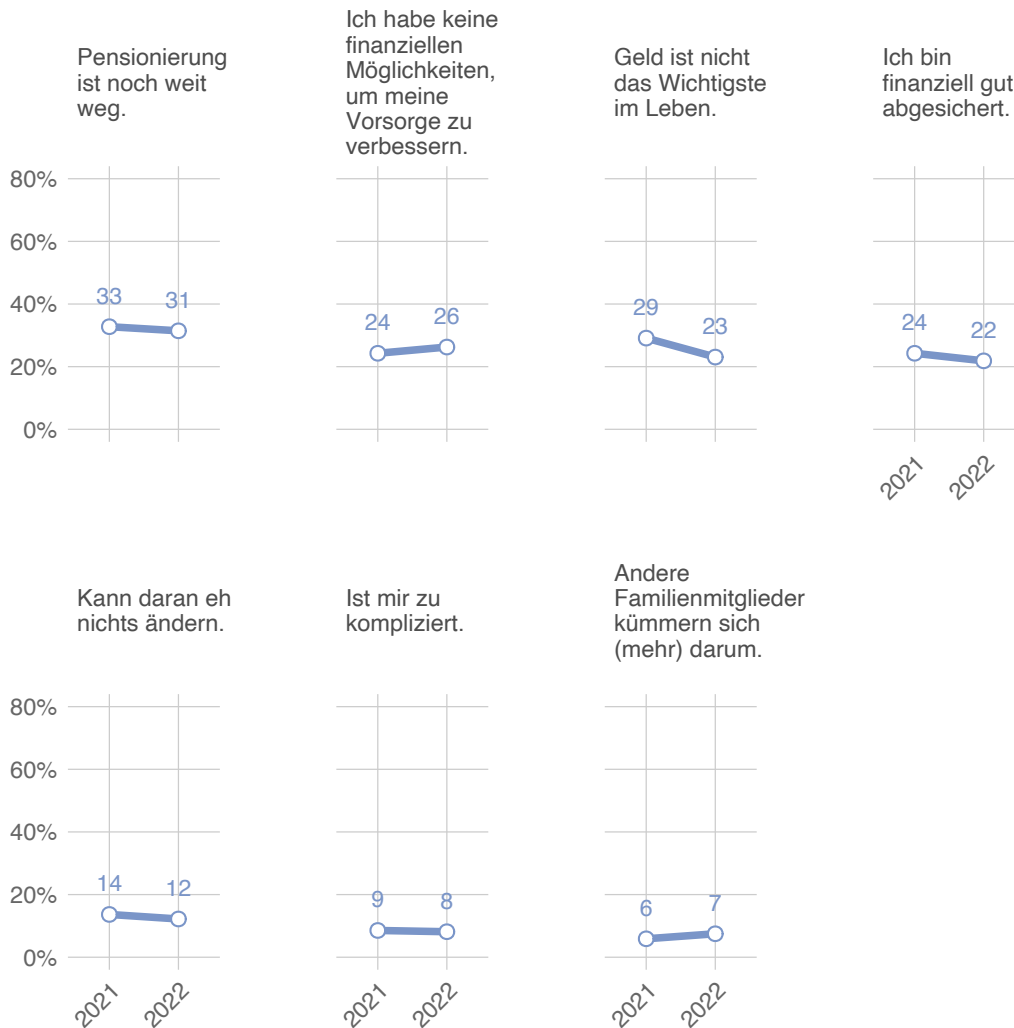 Pensionierung
ist noch weit
weg.
Ich habe keine
finanziellen
Möglichkeiten,
um meine
Vorsorge zu
verbessern.
Geld ist nicht
das Wichtigste
im Leben.
Ich bin
finanziell gut
abgesichert.
80%
60%
40%
20%
0%
33 31
24 26
29 23
24 22
2021 2022
Kann daran eh
nichts ändern.
Ist mir zu
kompliziert.
Andere
Familienmitglieder
kümmern sich
(mehr) darum.
80%
60%
40%
20%
0%
14 12
9 8
6 7
2021 2022
2021 2022
2021 2022